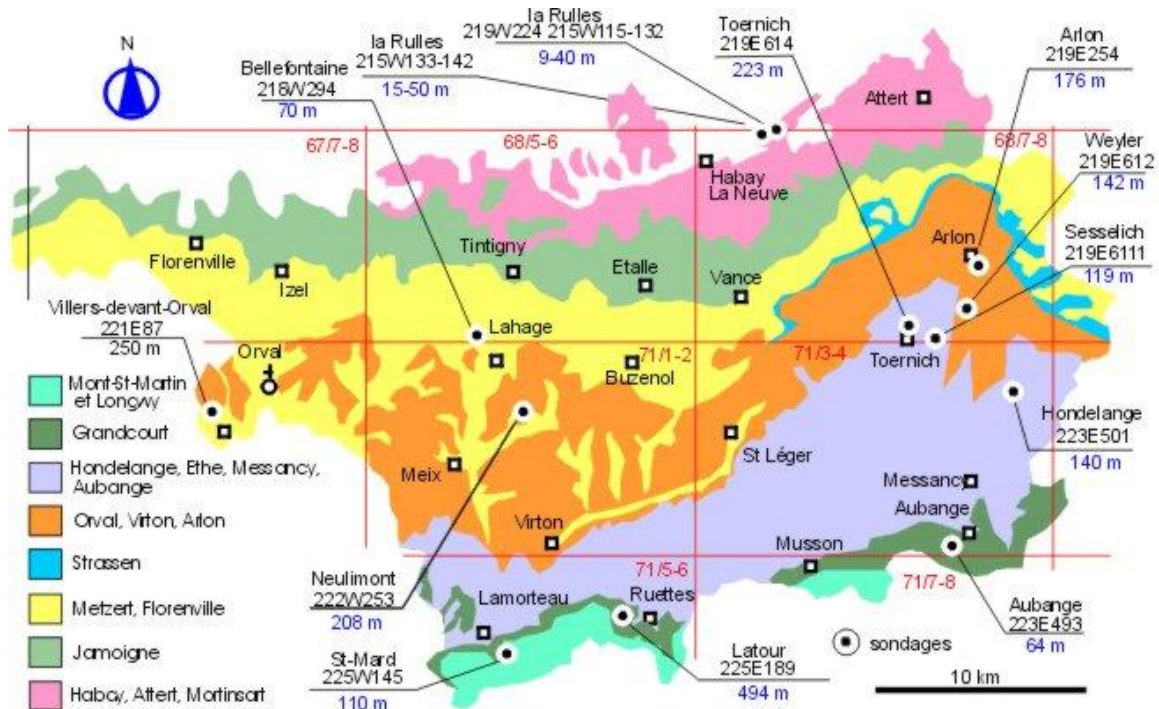 N
la Rulles
219W224 215W115-132
9-40 m
la Rulles
215W133-142
15-50 m
Bellefontaine
218W294
70 m
Toernich
219E614
223 m
Arlon
219E254
176 m
Attert
67/7-8
68/5-6
68/7-8
Weyler
219E612
142 m
Habay
La Neuve
Sesselich
219E6111
119 m
Arlon
Florenville
Tintigny
Izel
Etalle
Vance
Villers-devant-Orval
221E87
250 m
Lahage
Orval
71/1-2
71/3-4
Toernich
Buzenol
Mont-St-Martin
et Longwy
Grandcourt
Hondelange, Ethe, Messancy,
Aubange
Orval, Virton, Arlon
Strassen
Metzert, Florenville
Jamoigne
Habay, Attert, Mortinsart
Hondelange
223E501
140 m
Meix
St Léger
Messancy
Aubange
Virton
Musson
71/5-6
71/7-8
Neulimont
222W253
208 m
Lamorteau
Ruettes
Aubange
223E493
64 m
sondages
St-Mard
225W145
110 m
Latour
225E189
494 m
10 km